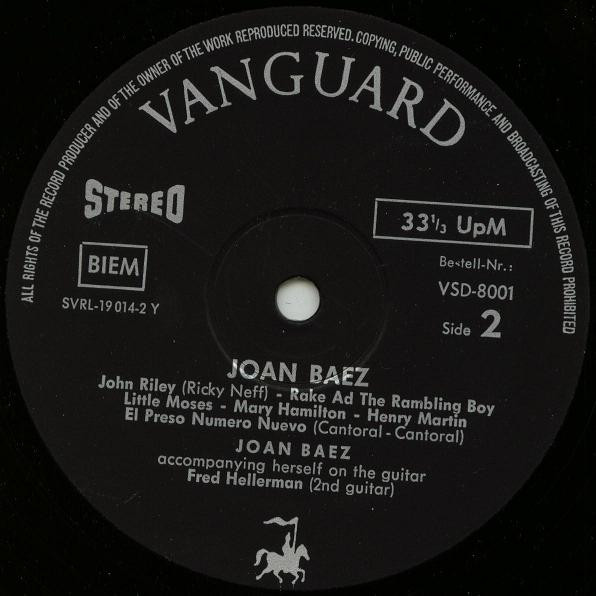 ALL RIGHTS OF THE RECORD PRODUCER AND OF THE OWNER OF THE WORK REPRODUCED RESERVED. COPYING, PUBLIC PERFORMANCE AND BROADCASTING OF THIS RECORD PROHIBITED
VANGUARD
STEREO
33 1/3 UpM
BIEM
Bestell-Nr.:
SVRL-19 014-2 Y
VSD-8001
Side 2
JOAN BAEZ
John Riley (Ricky Neff) - Rake Ad The Rambling Boy
Little Moses - Mary Hamilton - Henry Martin
El Preso Numero Nuevo (Cantoral - Cantoral)
JOAN BAEZ
accompanying herself on the guitar
Fred Hellerman (2nd guitar)